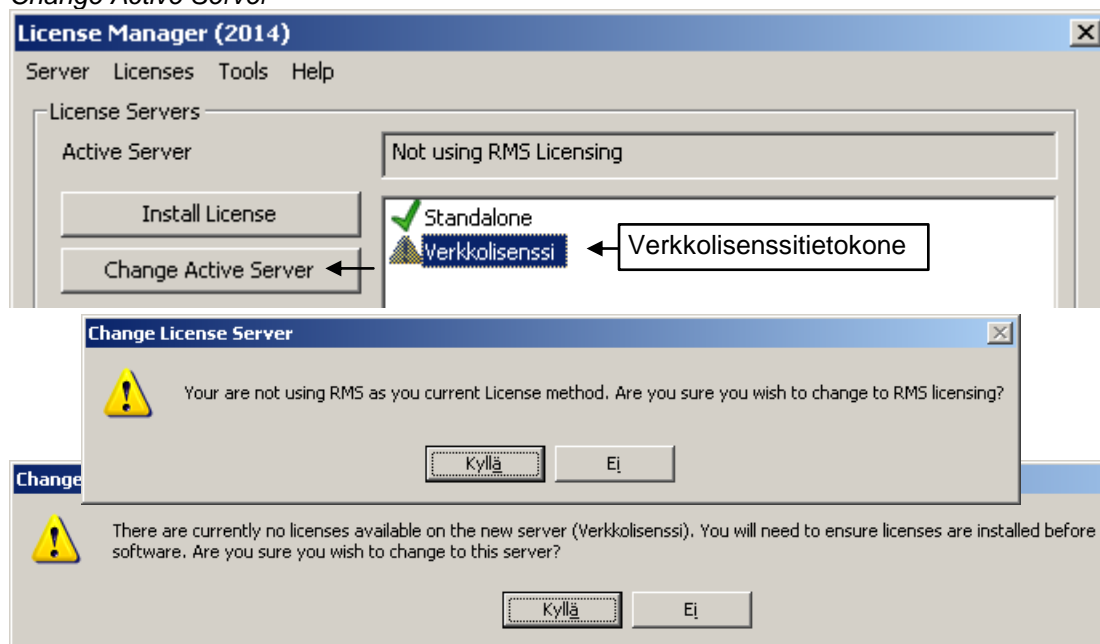 Change Active Server
License Manager (2014)
Server Licenses Tools Help
License Servers
Active Server
Not using RMS Licensing
Install License
Standalone
Verkkolisenssi
Verkkolisenssitietokone
Change Active Server
Change License Server
Your are not using RMS as you current License method. Are you sure you wish to change to RMS licensing?
Kyllä
Ei
Change
There are currently no licenses available on the new server (Verkkolisenssi). You will need to ensure licenses are installed before
software. Are you sure you wish to change to this server?
Kyllä
Ei